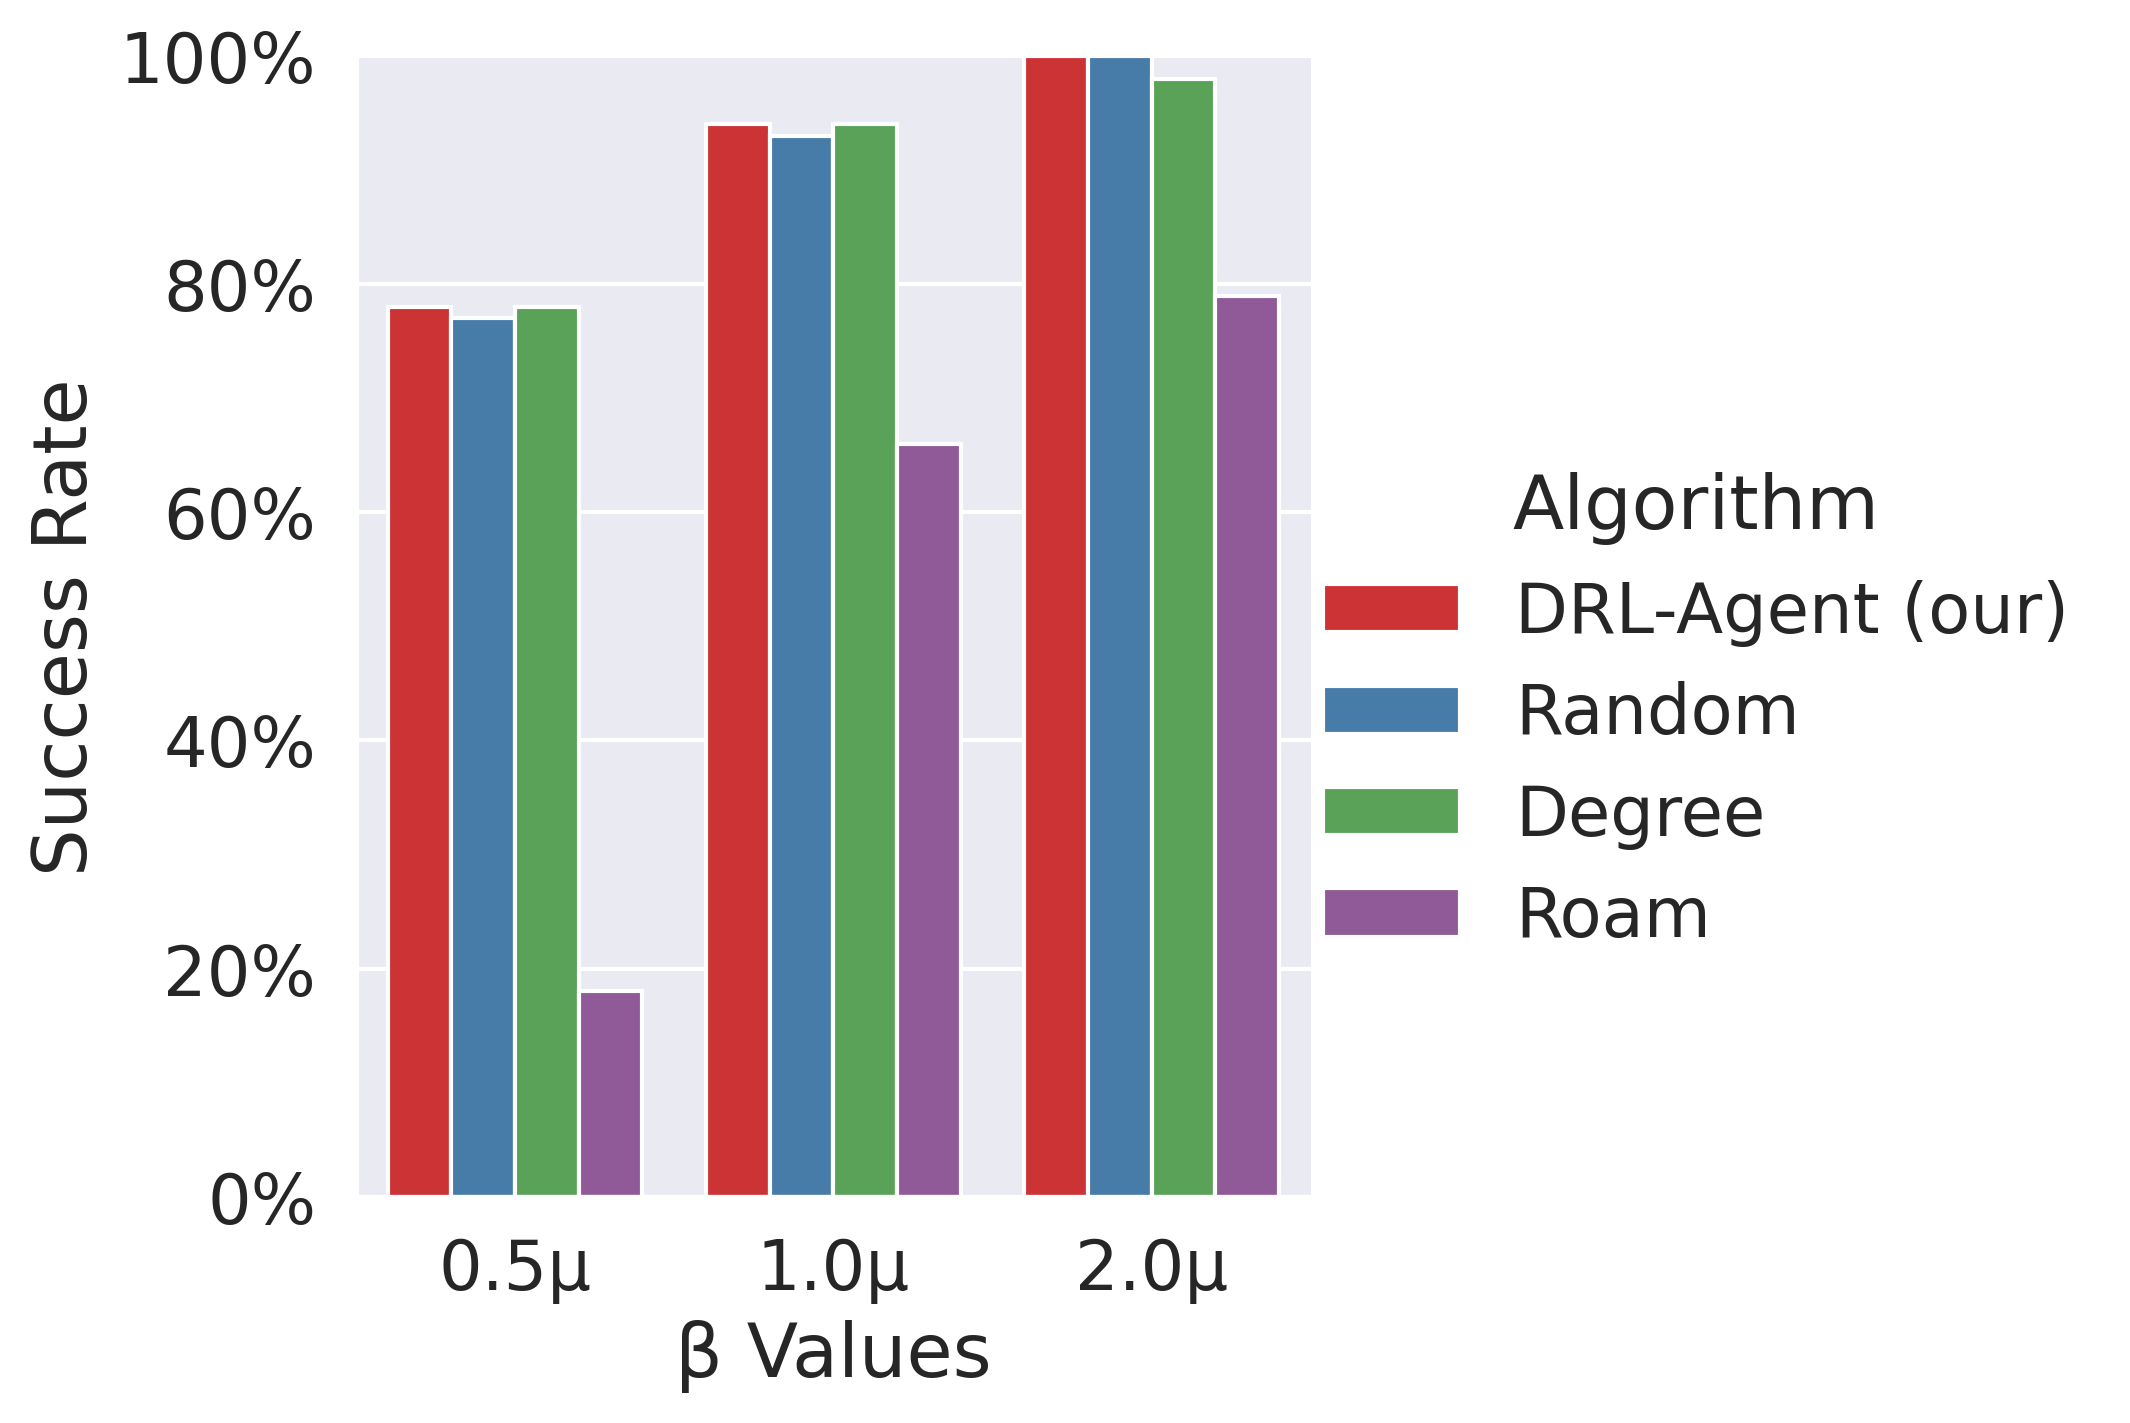 100%
80%
60%
40%
20%
0%
Success Rate
0.5μ
1.0μ
2.0μ
β Values
Algorithm
DRL-Agent (our)
Random
Degree
Roam